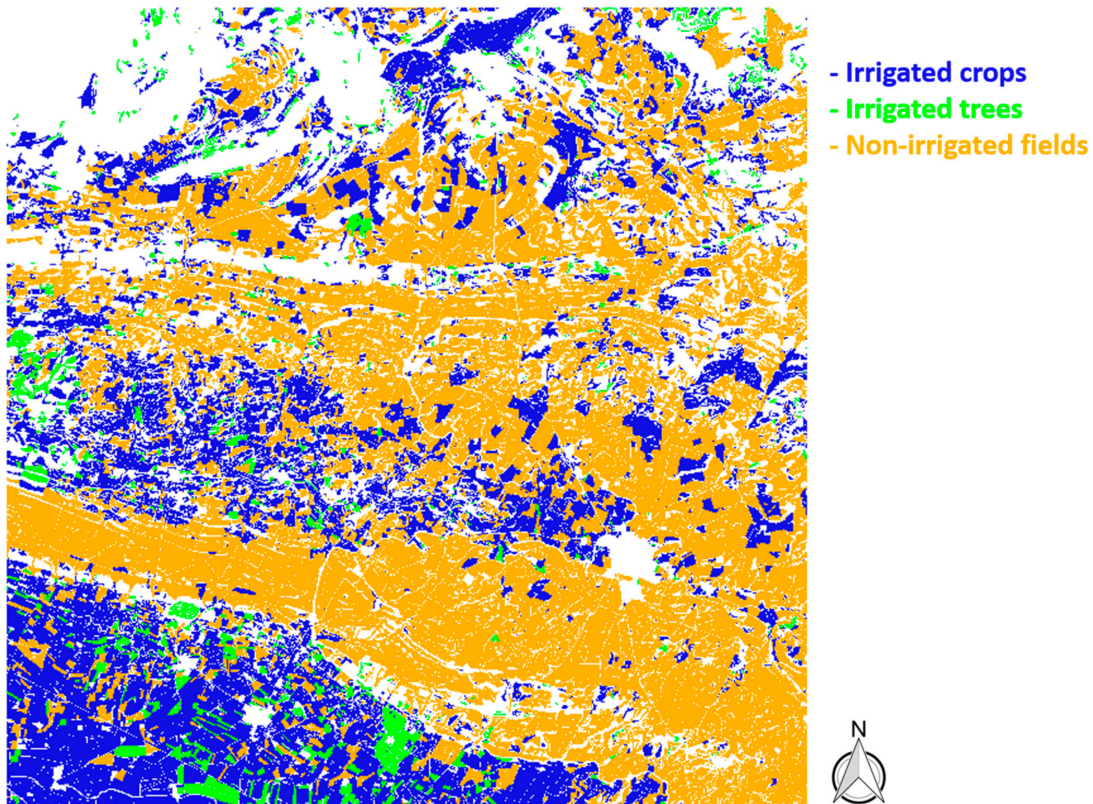 - Irrigated crops
- Irrigated trees
- Non-irrigated fields
N